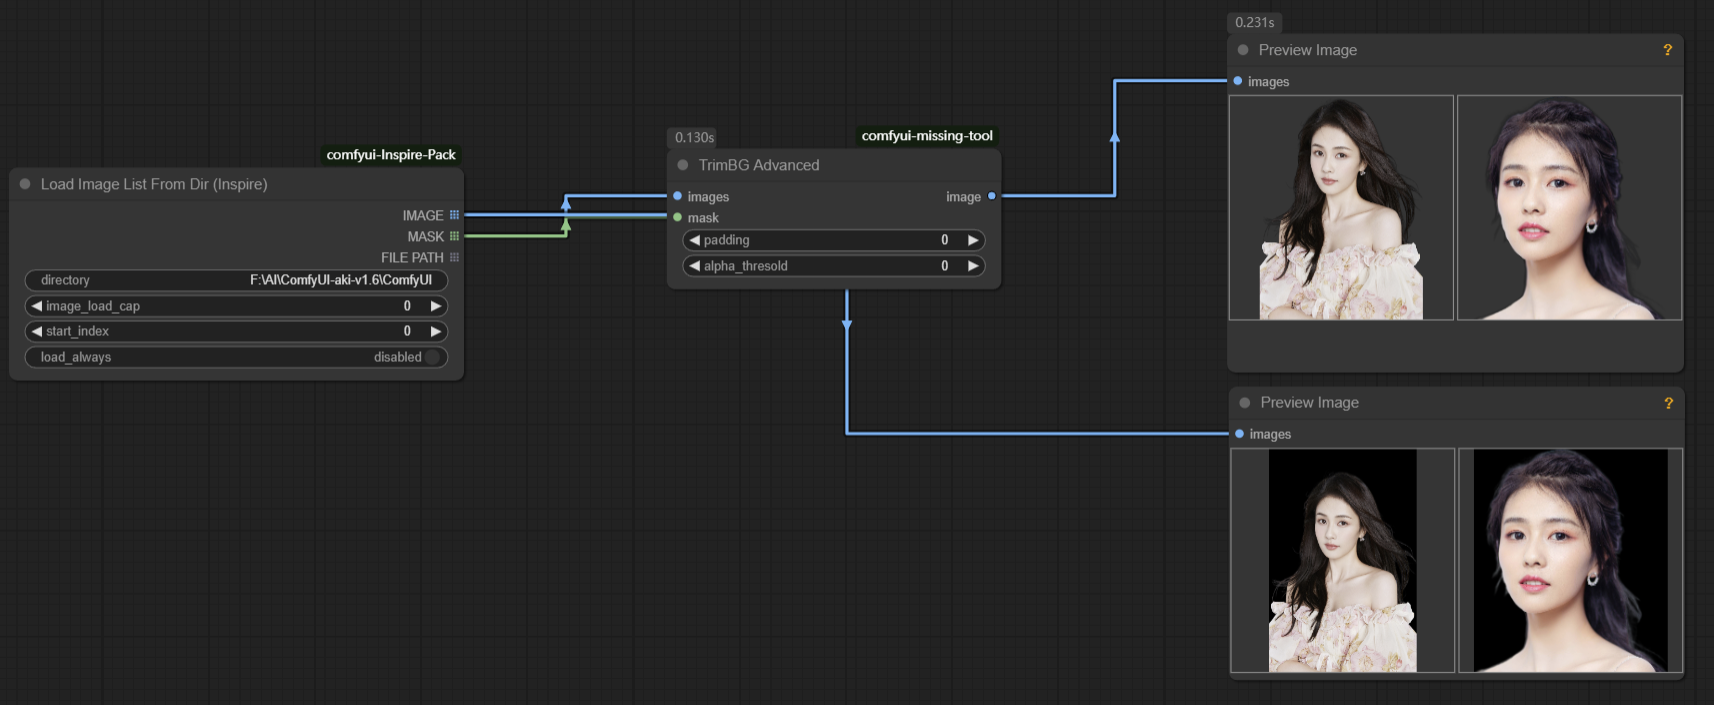 comfyui-Inspire-Pack
Load Image List From Dir (Inspire)
IMAGE
MASK
FILE PATH
directory F:\AI\ComfyUI-aki-v1.6\ComfyUI
image_load_cap 0
start_index 0
load_always disabled
0.130s
comfyui-missing-tool
TrimBG Advanced
images image
mask
padding 0
alpha_thresold 0
0.231s
Preview Image ?
images
Preview Image ?
images